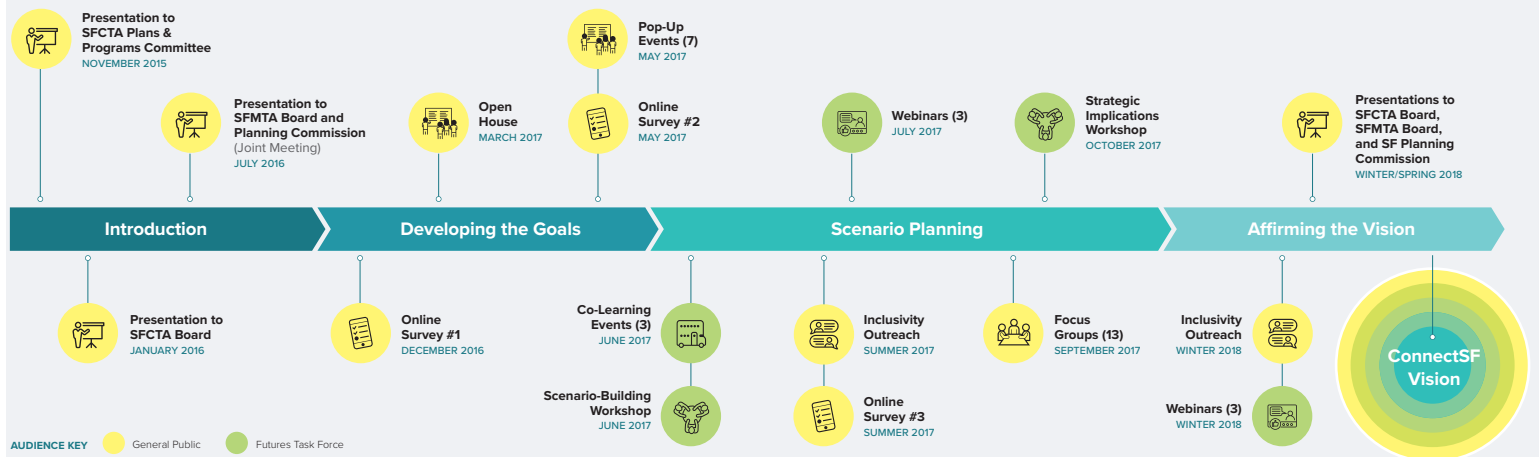 Presentation to
SFCTA Plans &
Programs Committee
NOVEMBER 2015
Presentation to
SFMTA Board and
Planning Commission
(Joint Meeting)
JULY 2016
Open
House
MARCH 2017
Pop-Up
Events (7)
MAY 2017
Online
Survey #2
MAY 2017
Webinars (3)
JULY 2017
Strategic
Implications
Workshop
OCTOBER 2017
Presentations to
SFCTA Board,
SFMTA Board,
and SF Planning
Commission
WINTER/SPRING 2018
Introduction
Developing the Goals
Scenario Planning
Affirming the Vision
Presentation to
SFCTA Board
JANUARY 2016
Online
Survey #1
DECEMBER 2016
Co-Learning
Events (3)
JUNE 2017
Scenario-Building
Workshop
JUNE 2017
Inclusivity
Outreach
SUMMER 2017
Online
Survey #3
SUMMER 2017
Focus
Groups (13)
SEPTEMBER 2017
Inclusivity
Outreach
WINTER 2018
Webinars (3)
WINTER 2018
ConnectSF
Vision
AUDIENCE KEY
General Public
Futures Task Force